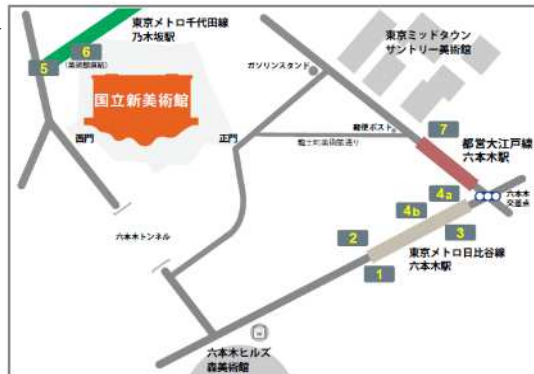 東京メトロ千代田線
乃木坂駅
6
(美術館直結)
5
国立新美術館
西門
正門
ガソリンスタンド
東京ミッドタウン
サントリー美術館
郵便ポスト
龍土町美術館通り
7
都営大江戸線
六本木駅
4a
六本木
交差点
4b
3
2
1
東京メトロ日比谷線
六本木駅
六本木トンネル
六本木ヒルズ
森美術館